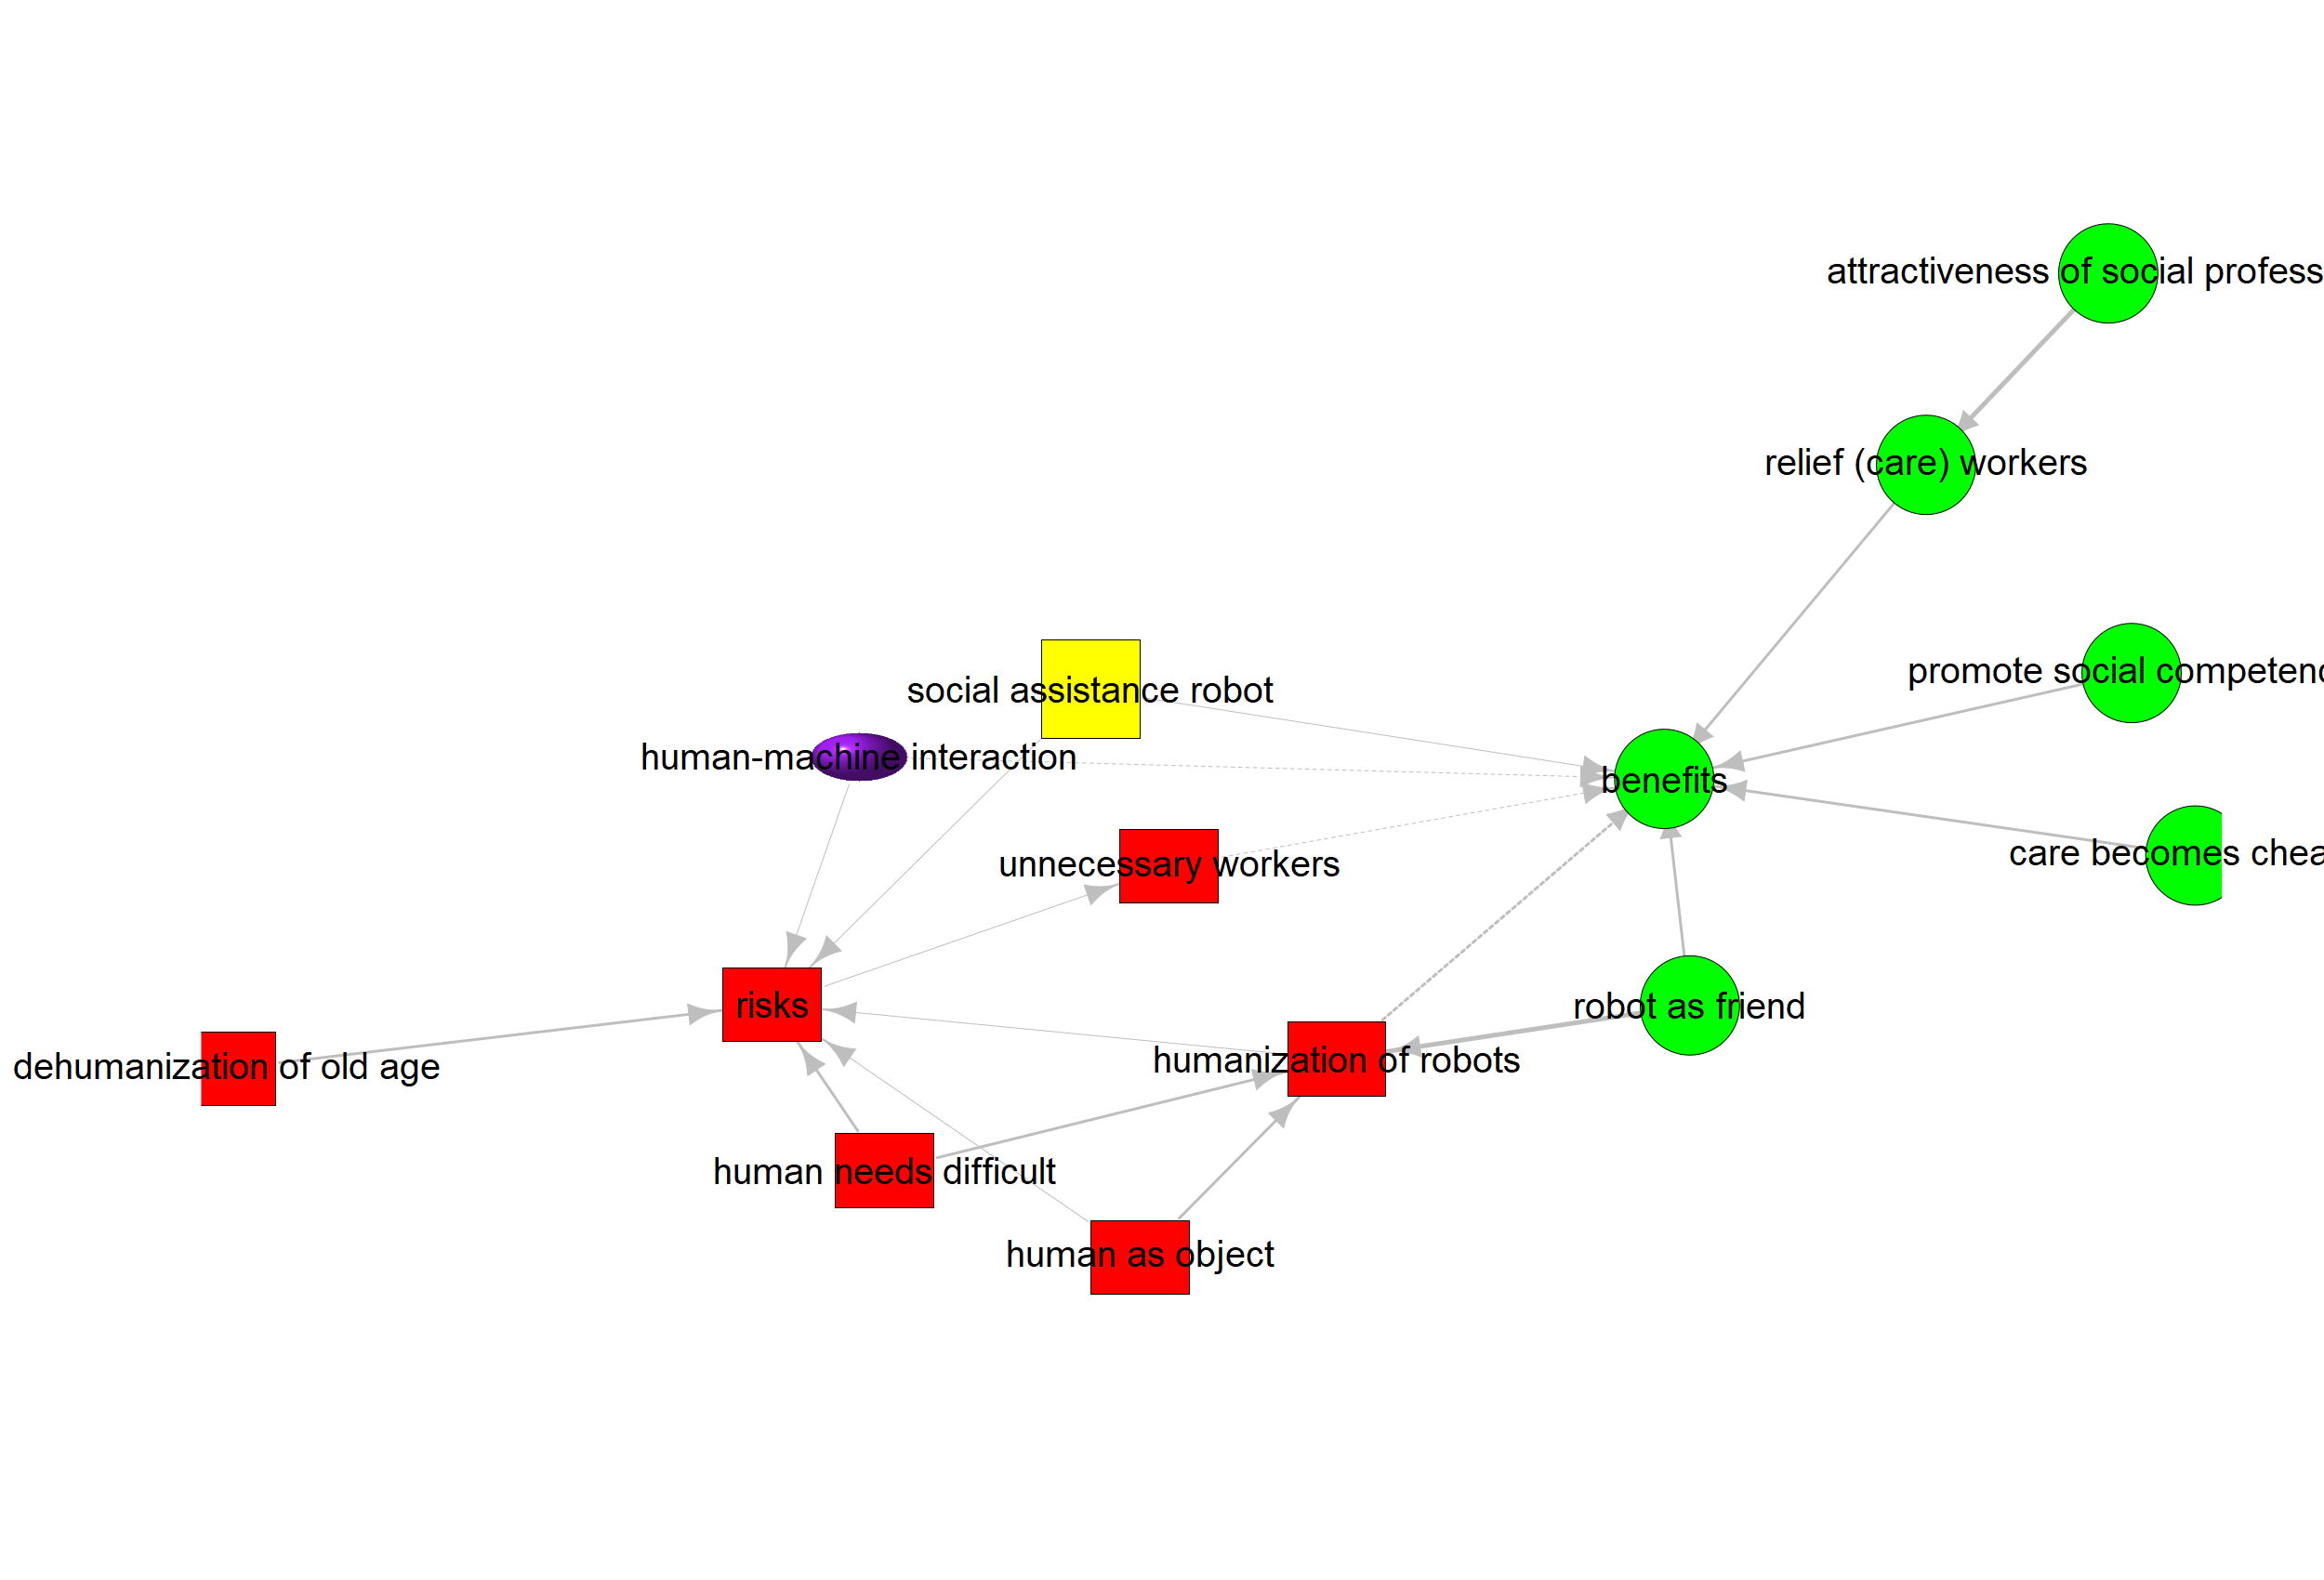 attractiveness of social profess
relief (care) workers
promote social competenc
social assistance robot
human-machine interaction
benefits
care becomes chea
unnecessary workers
risks
robot as friend
humanization of robots
dehumanization of old age
human needs difficult
human as object